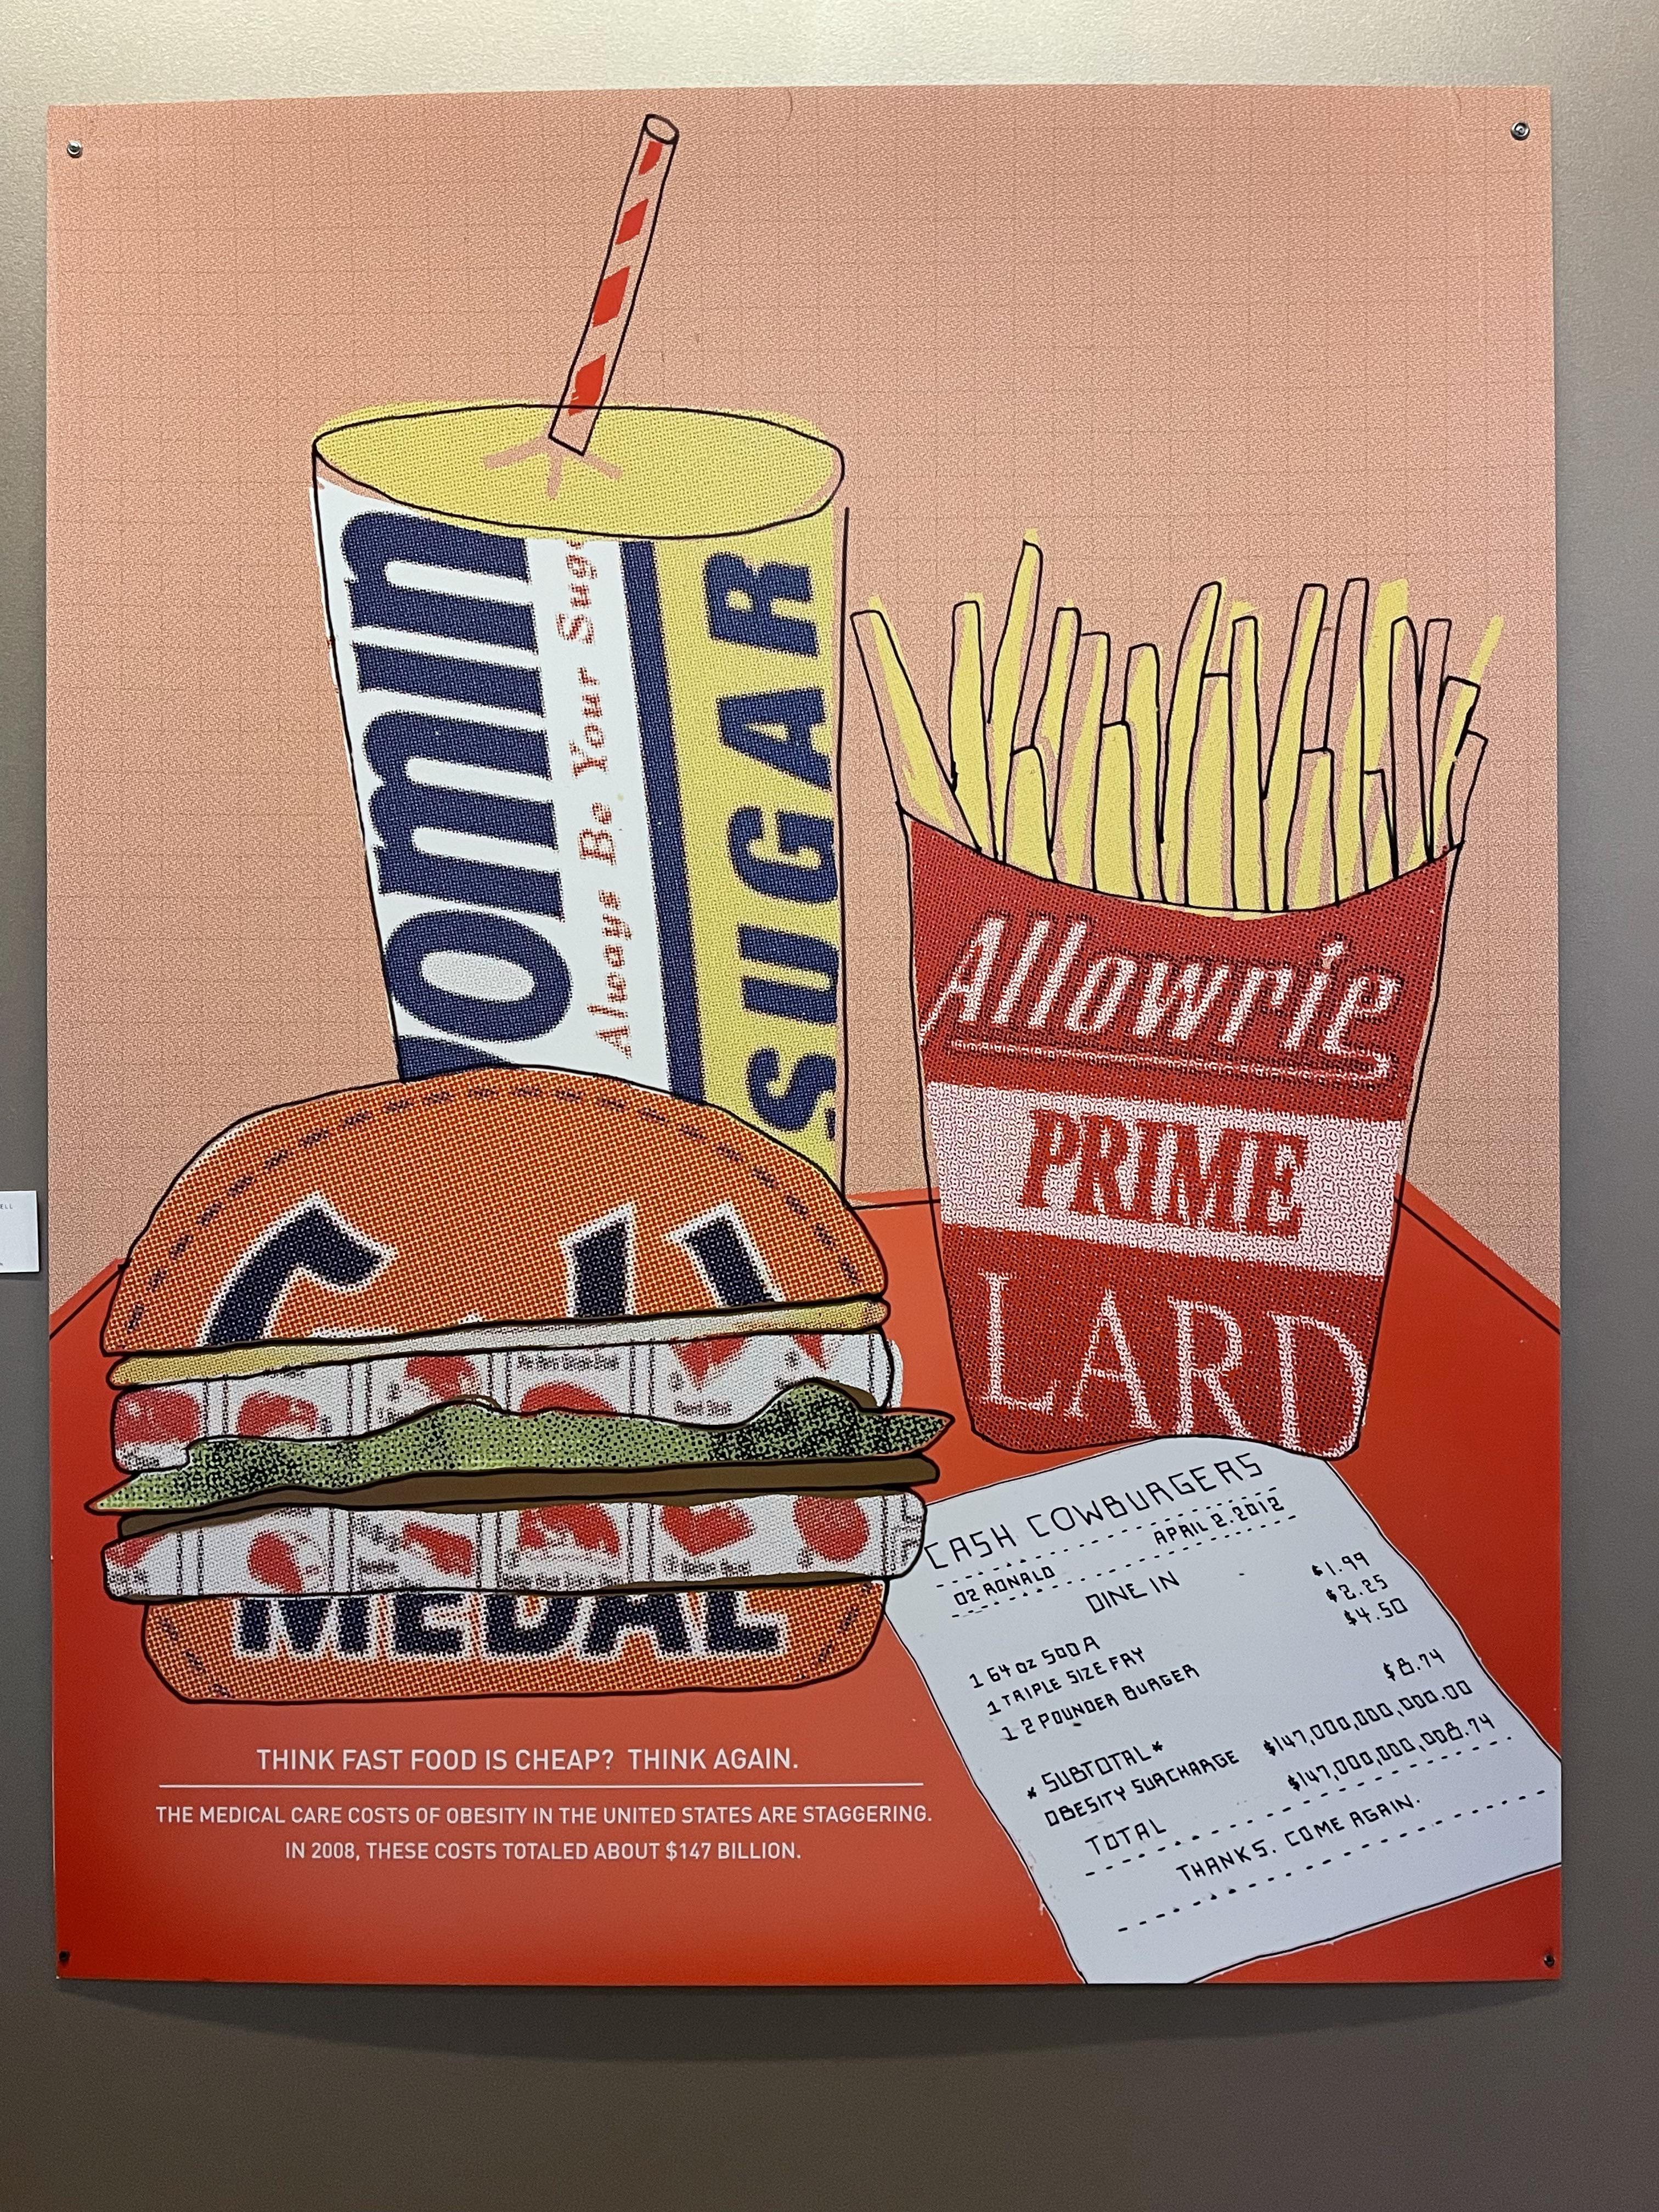 omin
Always Be Your Suga
SUGAR
Allowrie
PRIME
LARD
Gold
MEDAL
CASH COWBURGERS
02 RONALD APRIL 2.2012
DINE IN
1 64 oz SODA $1.99
1 TRIPLE SIZE FRY $2.25
1 2 POUNDER BURGER $4.50
*SUBTOTAL* $8.74
OBESITY SURCHARGE $147,000,000,000.00
TOTAL $147,000,000,008.74
THANKS. COME AGAIN.
THINK FAST FOOD IS CHEAP? THINK AGAIN.
THE MEDICAL CARE COSTS OF OBESITY IN THE UNITED STATES ARE STAGGERING.
IN 2008, THESE COSTS TOTALED ABOUT $147 BILLION.